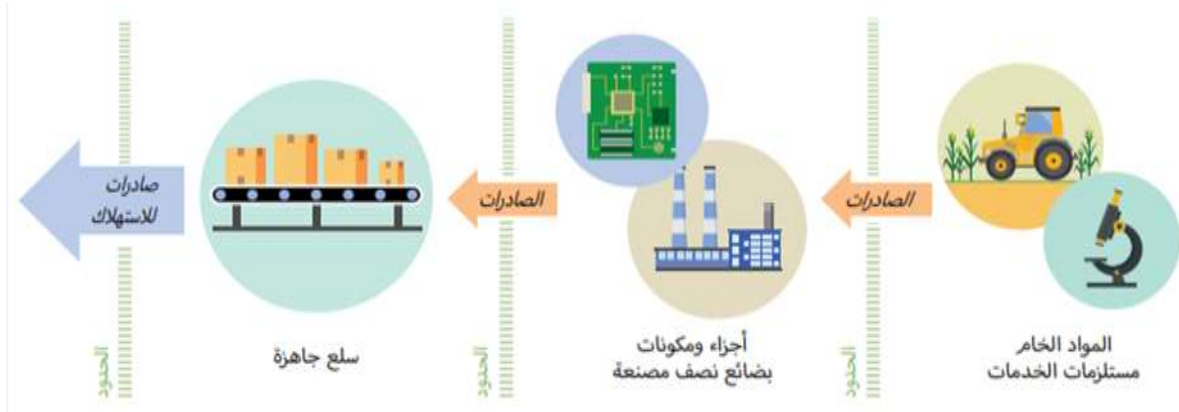 المواد الخام
مستلزمات الخدمات
الحدود
الصادرات
أجزاء ومكونات
بضائع نصف مصنعة
الحدود
الصادرات
سلع جاهزة
الحدود
صادرات
للاستهلاك